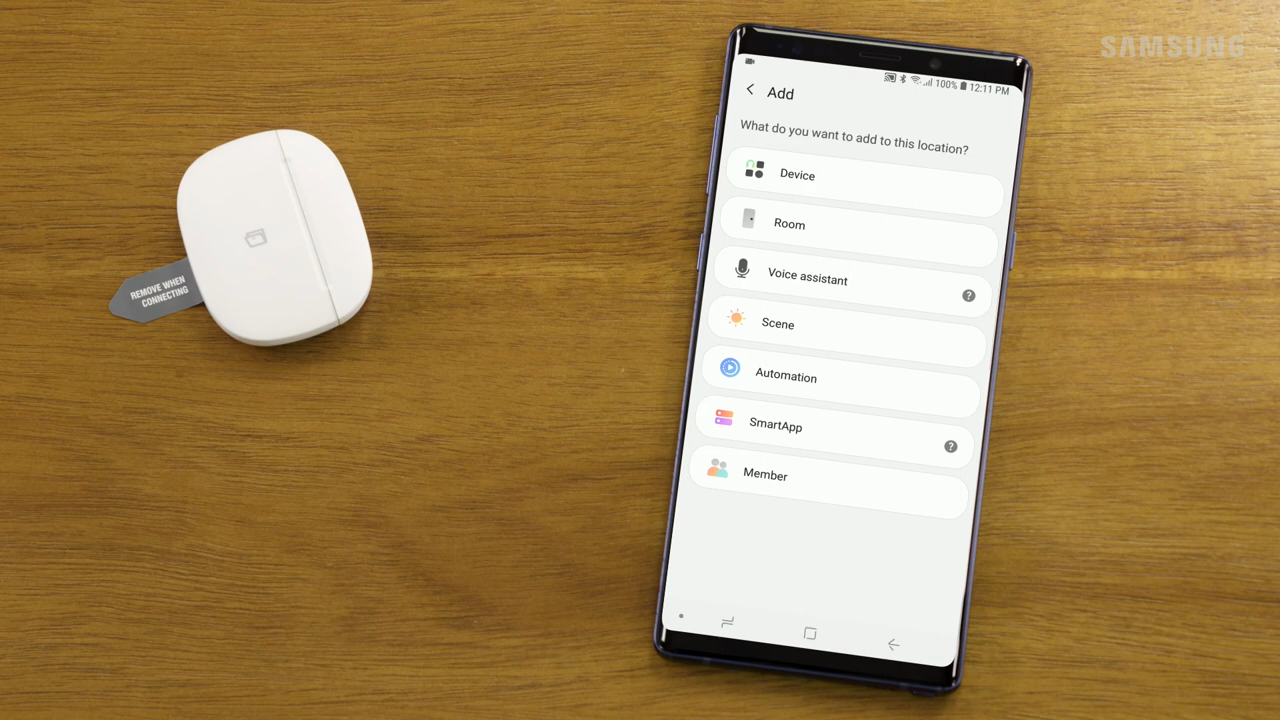 SAMSUNG
REMOVE WHEN
CONNECTING
100% 12:11 PM
Add
What do you want to add to this location?
Device
Room
Voice assistant
?
Scene
Automation
SmartApp
?
Member